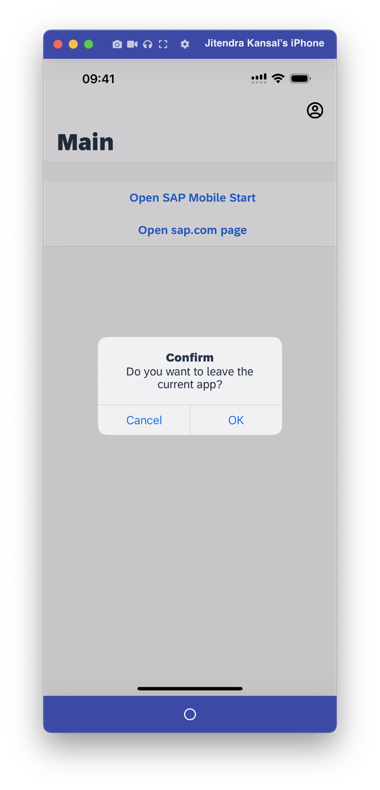 Jitendra Kansal's iPhone
09:41
Main
Open SAP Mobile Start
Open sap.com page
Confirm
Do you want to leave the
current app?
Cancel
OK